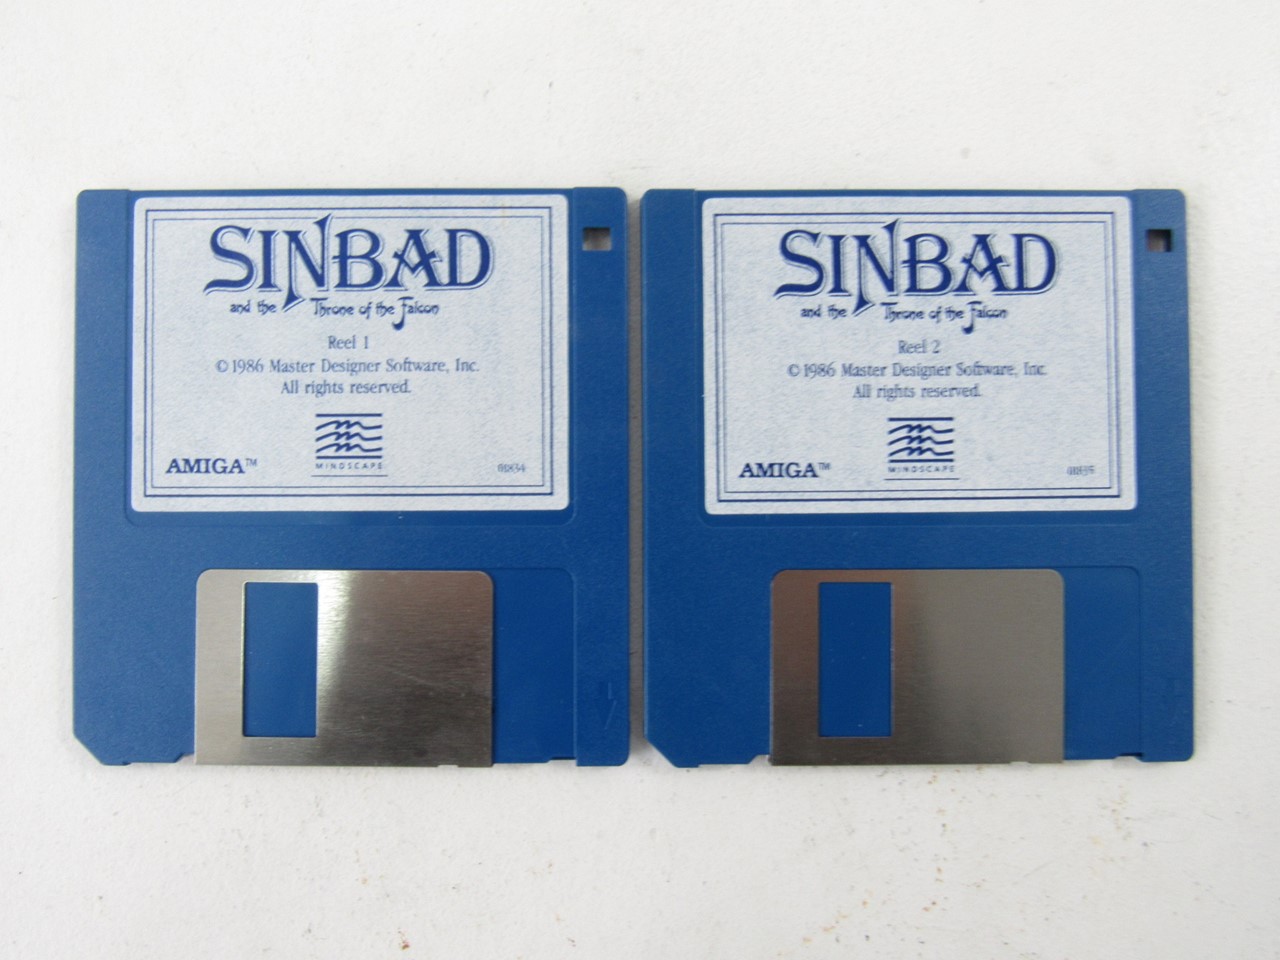 SINBAD
and the Throne of the Falcon
Reel 1
©1986 Master Designer Software, Inc.
All rights reserved.
MINDSCAPE
AMIGA™
01834
SINBAD
and the Throne of the Falcon
Reel 2
©1986 Master Designer Software, Inc.
All rights reserved.
MINDSCAPE
AMIGA™
01835